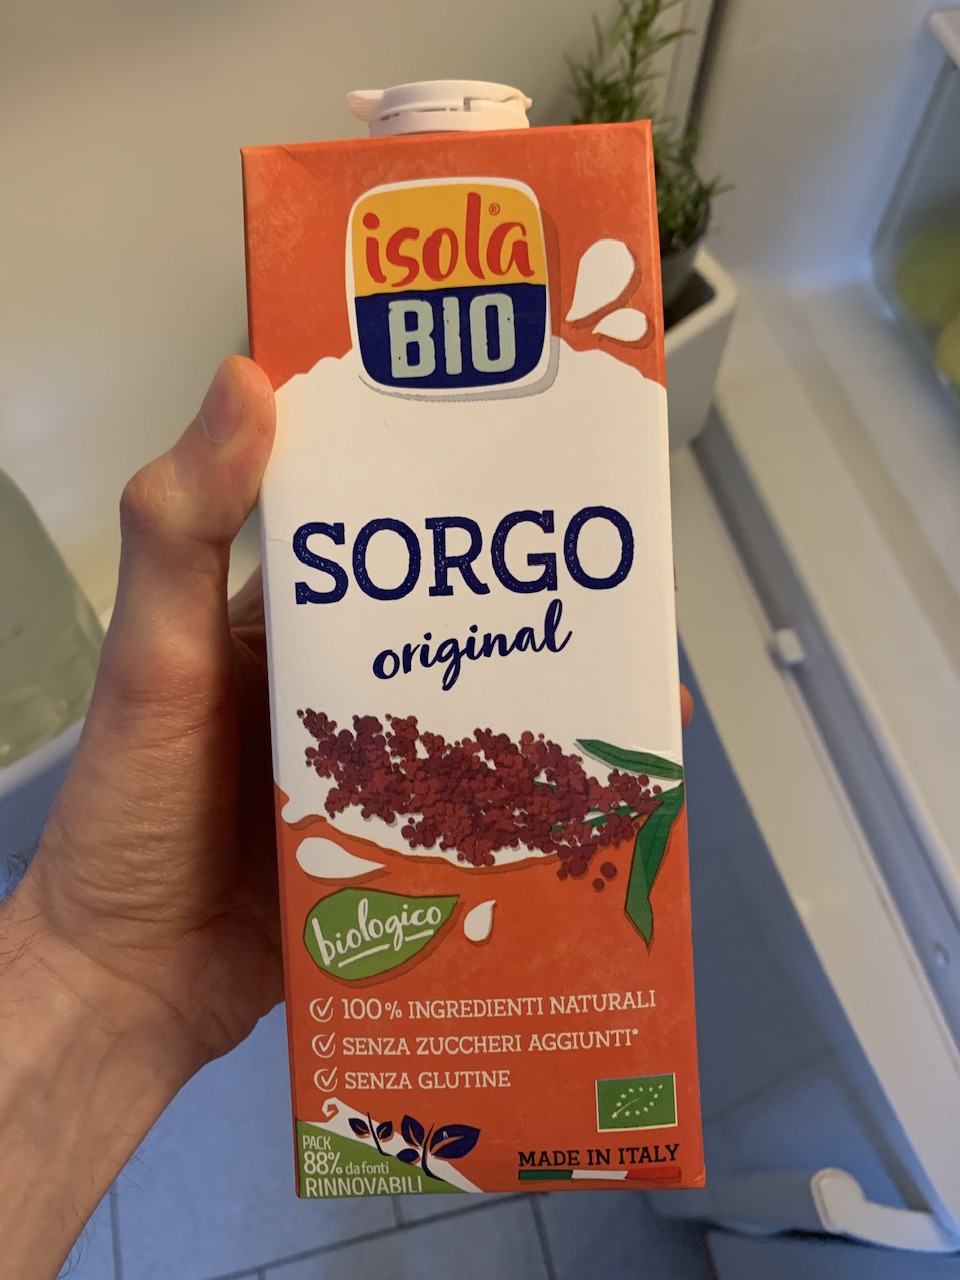 isola®
BIO
SORGO
original
biologico
100% INGREDIENTI NATURALI
SENZA ZUCCHERI AGGIUNTI*
SENZA GLUTINE
PACK
88% da fonti
RINNOVABILI
MADE IN ITALY